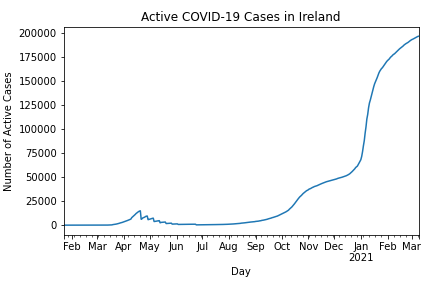 Active COVID-19 Cases in Ireland
Number of Active Cases
200000
175000
150000
125000
100000
75000
50000
25000
0
Feb Mar Apr May Jun Jul Aug Sep Oct Nov Dec Jan Feb Mar
2021
Day